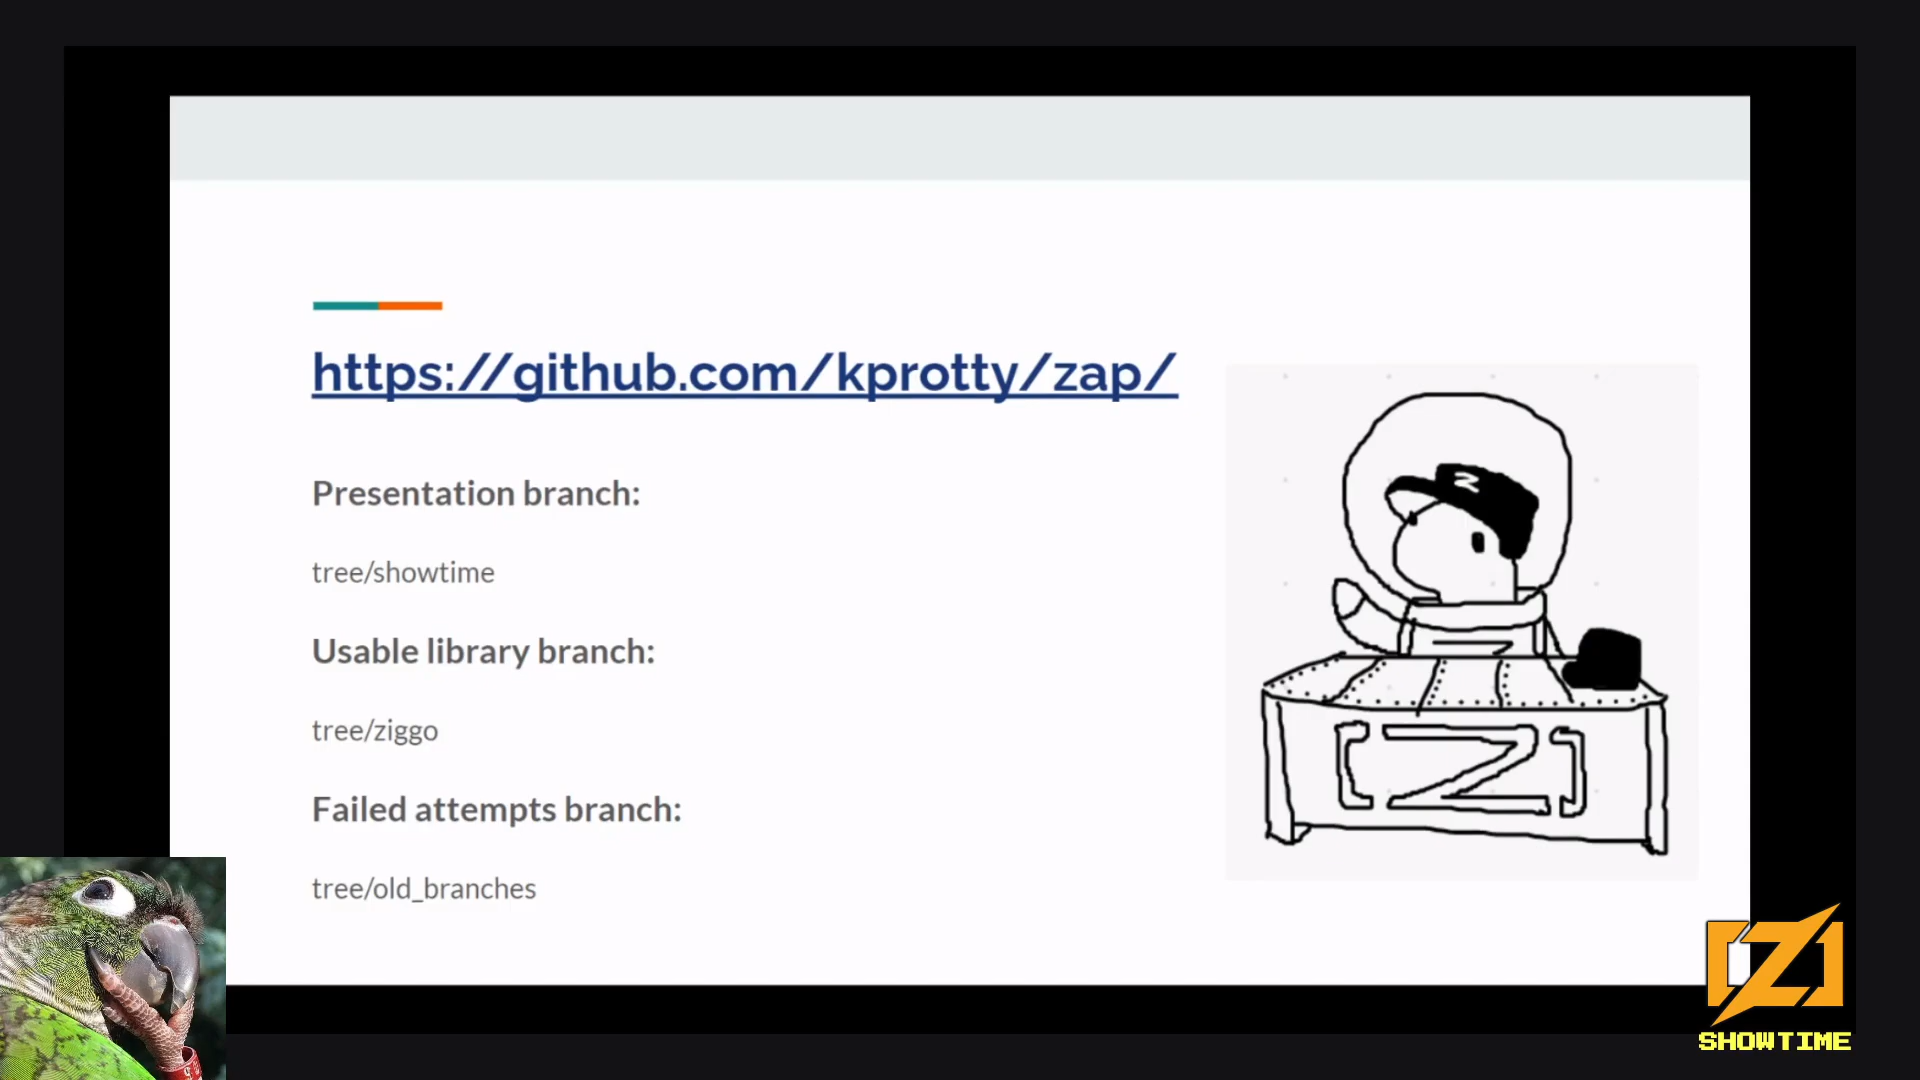 https://github.com/kprotty/zap/
Presentation branch:
tree/showtime
Usable library branch:
tree/ziggo
Failed attempts branch:
tree/old_branches
Z
[Z]
[Z]
SHOWTIME